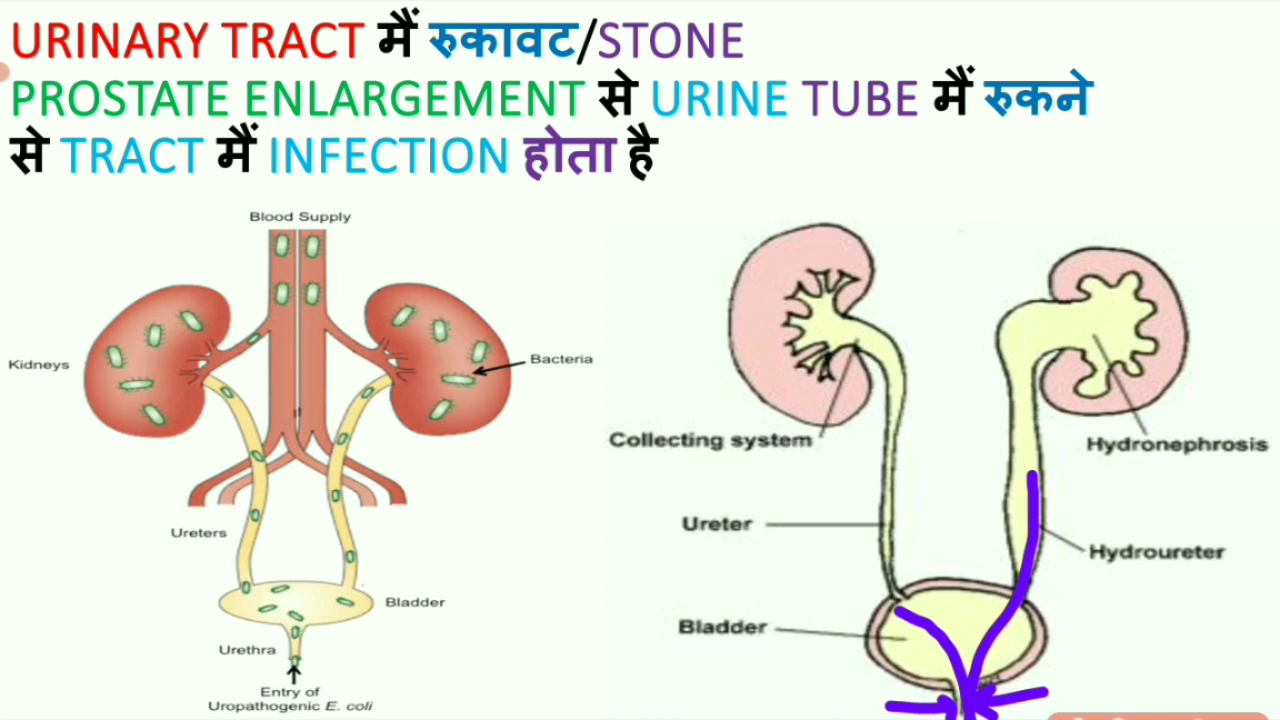 URINARY TRACT मैं रुकावट/STONE
PROSTATE ENLARGEMENT से URINE TUBE मैं रुकने
से TRACT मैं INFECTION होता है
Blood Supply
Kidneys
Bacteria
Ureters
Bladder
Urethra
Entry of
Uropathogenic E. coli
Collecting system
Hydronephrosis
Ureter
Hydroureter
Bladder